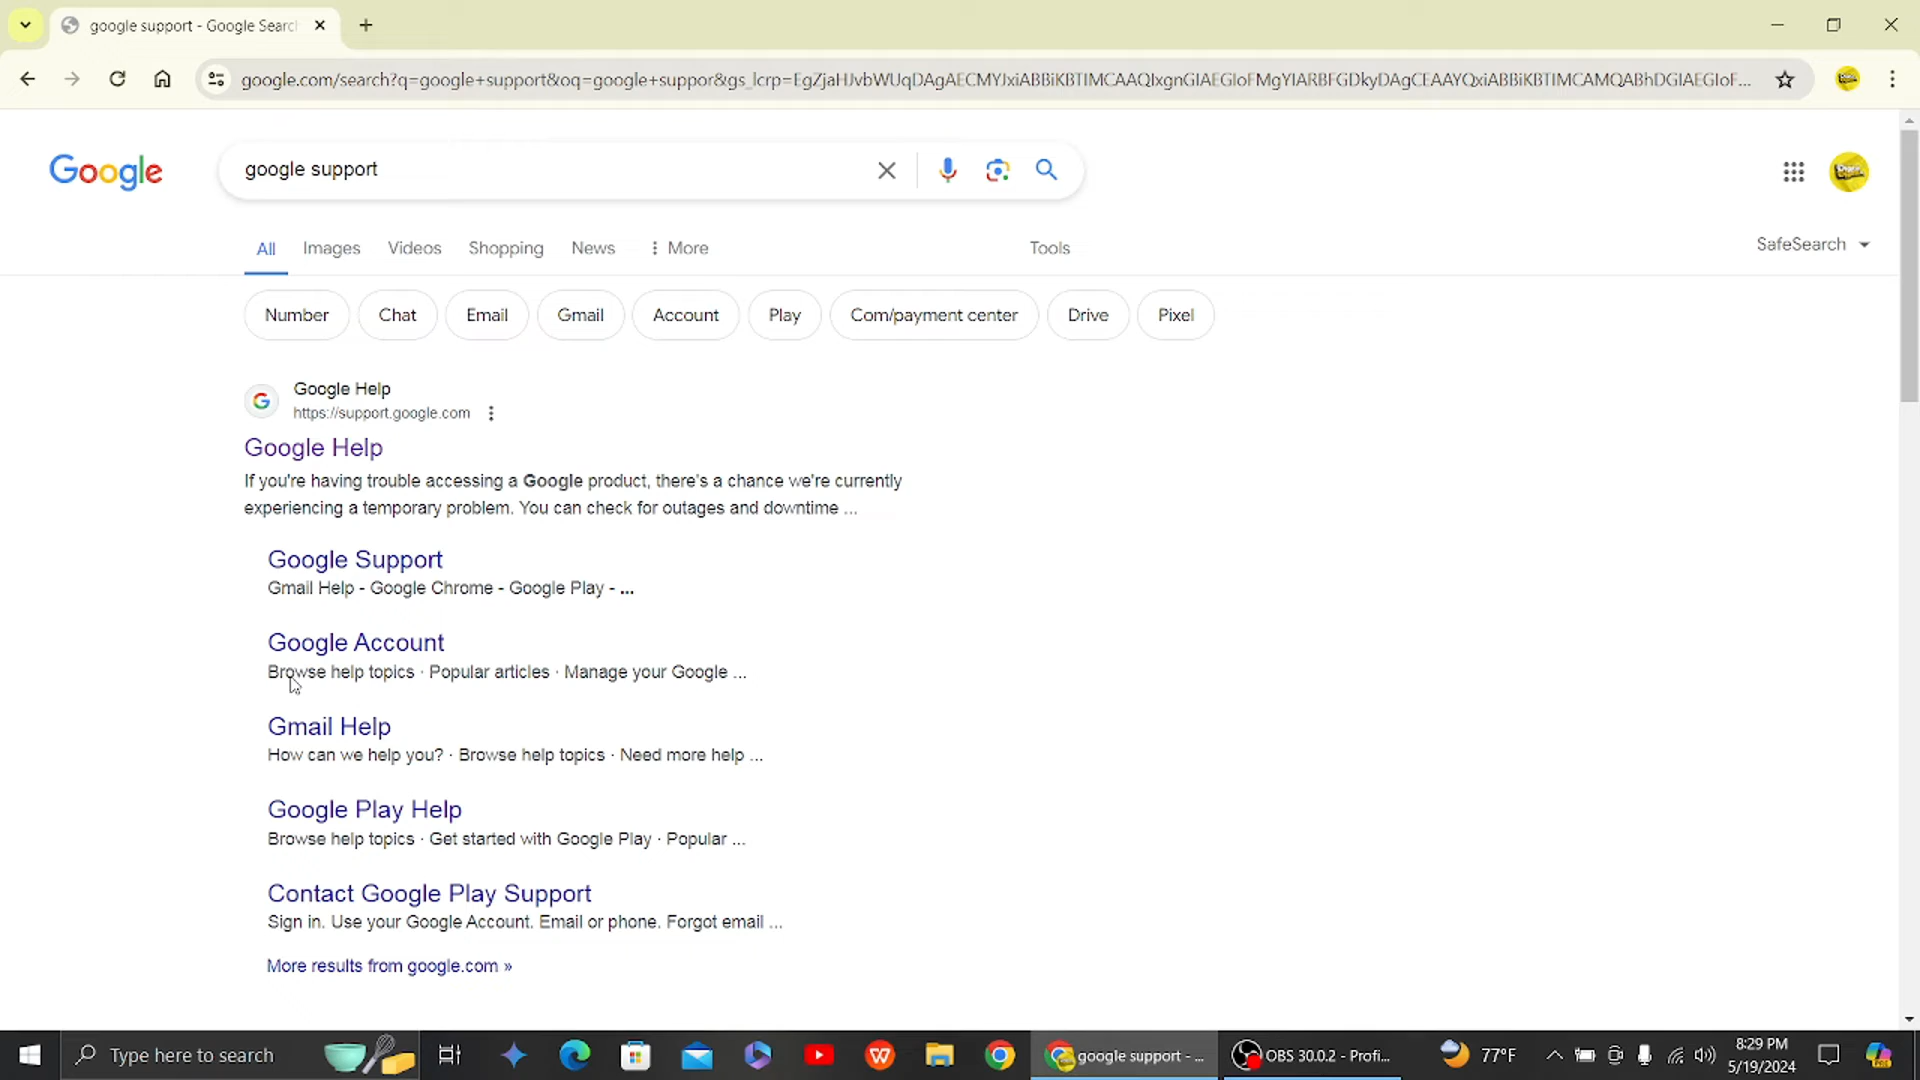 google support - Google Searc
google.com/search?q=google+support&oq=google+suppor&gs_lcrp=
Google
google support
All Images Videos Shopping News More Tools
SafeSearch
Number Chat Email Gmail Account Play Com/payment center Drive Pixel
Google Help
https://support.google.com
Google Help
If you're having trouble accessing a Google product, there's a chance we're currently
experiencing a temporary problem. You can check for outages and downtime ...
Google Support
Gmail Help - Google Chrome - Google Play - ...
Google Account
Browse help topics · Popular articles · Manage your Google ...
Gmail Help
How can we help you? · Browse help topics · Need more help ...
Google Play Help
Browse help topics · Get started with Google Play · Popular ...
Contact Google Play Support
Sign in. Use your Google Account. Email or phone. Forgot email ...
More results from google.com »
Type here to search
google support - ...
OBS 30.0.2 - Profi...
77°F
8:29 PM
5/19/2024